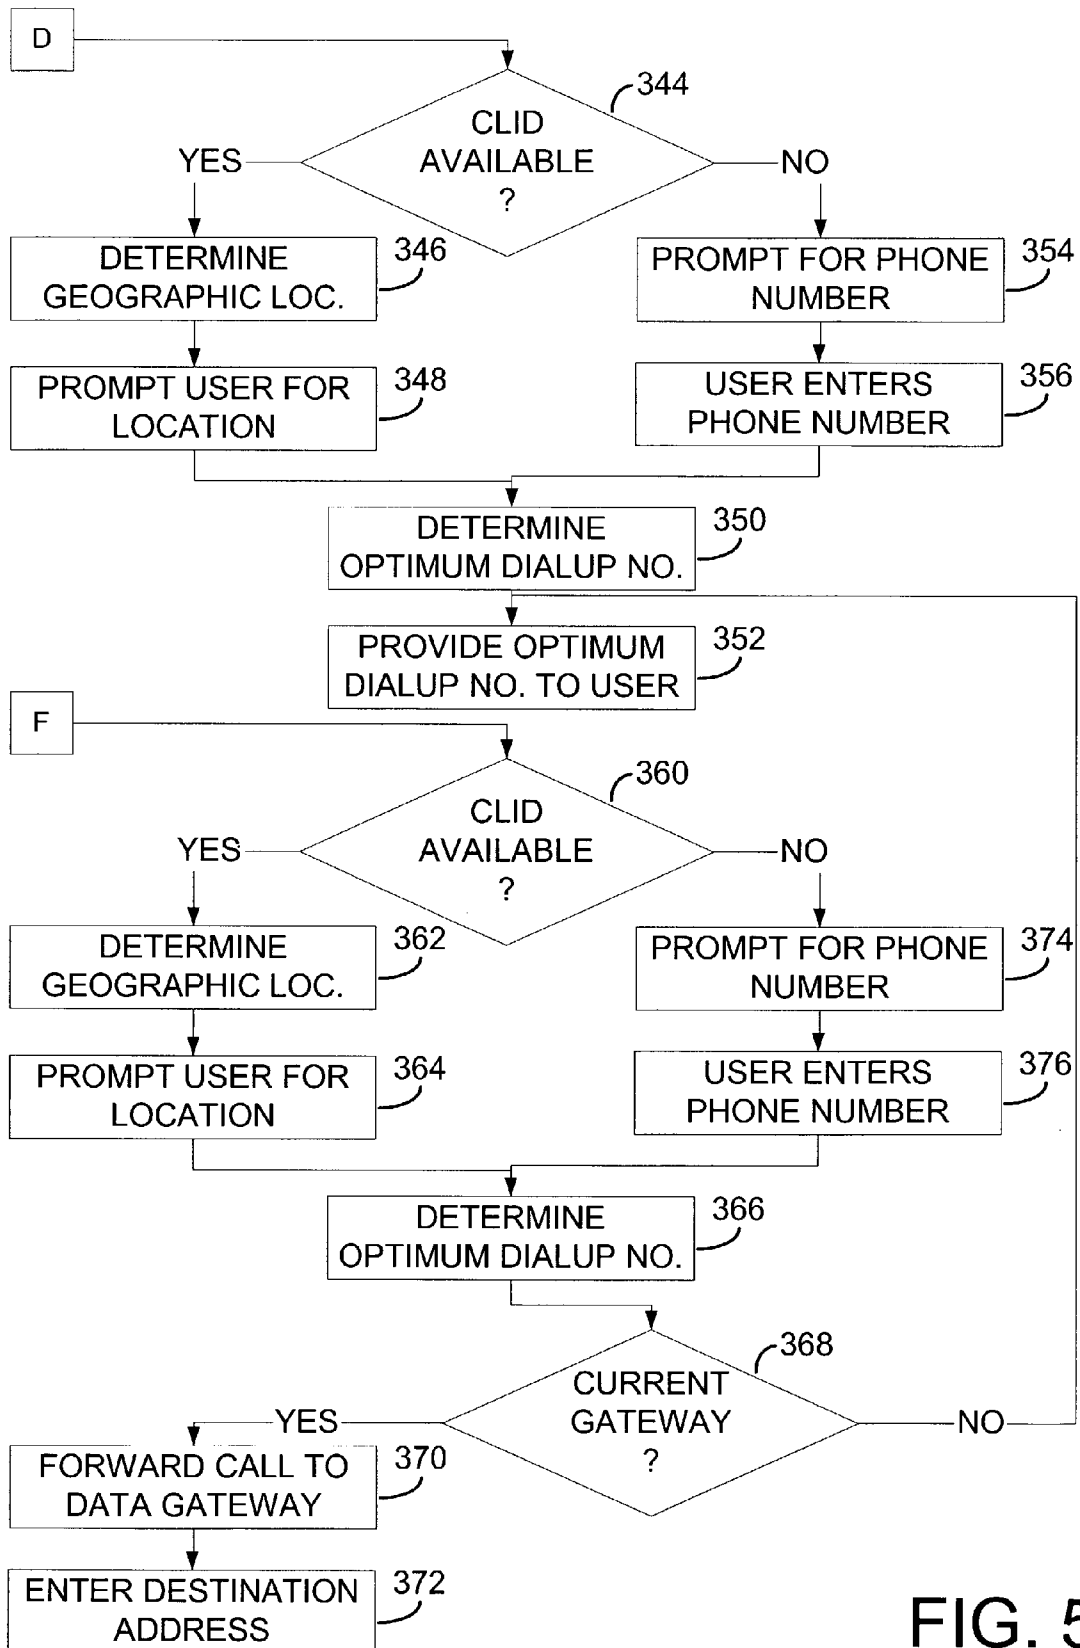 D
344
CLID
AVAILABLE
?
YES
NO
DETERMINE
GEOGRAPHIC LOC.
346
PROMPT FOR PHONE
NUMBER
354
PROMPT USER FOR
LOCATION
348
USER ENTERS
PHONE NUMBER
356
DETERMINE
OPTIMUM DIALUP NO.
350
PROVIDE OPTIMUM
DIALUP NO. TO USER
352
F
360
CLID
AVAILABLE
?
YES
NO
DETERMINE
GEOGRAPHIC LOC.
362
PROMPT FOR PHONE
NUMBER
374
PROMPT USER FOR
LOCATION
364
USER ENTERS
PHONE NUMBER
376
DETERMINE
OPTIMUM DIALUP NO.
366
368
CURRENT
GATEWAY
?
YES
NO
FORWARD CALL TO
DATA GATEWAY
370
ENTER DESTINATION
ADDRESS
372
FIG. 5